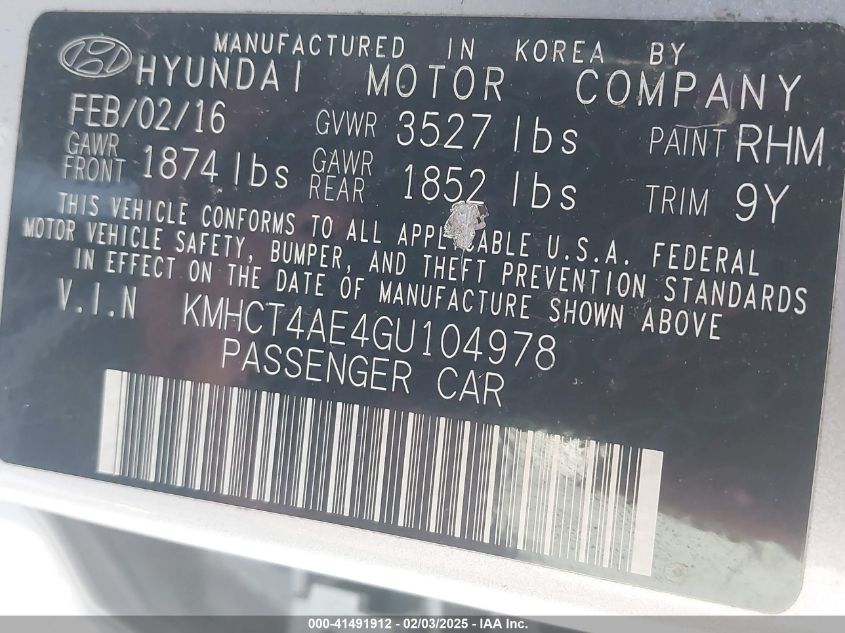 MANUFACTURED IN KOREA BY
HYUNDAI MOTOR COMPANY
FEB/02/16 GVWR 3527 lbs PAINT RHM
GAWR FRONT 1874 lbs GAWR REAR 1852 lbs TRIM 9Y
THIS VEHICLE CONFORMS TO ALL APPLICABLE U.S.A. FEDERAL
MOTOR VEHICLE SAFETY, BUMPER, AND THEFT PREVENTION STANDARDS
IN EFFECT ON THE DATE OF MANUFACTURE SHOWN ABOVE
V.I.N KMHCT4AE4GU104978
PASSENGER CAR
000-41491912 - 02/03/2025 - IAA Inc.